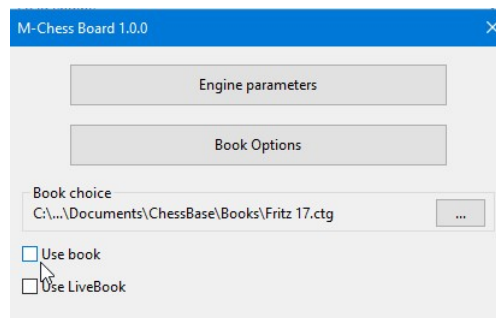 M-Chess Board 1.0.0
Engine parameters
Book Options
Book choice
C:\...\Documents\ChessBase\Books\Fritz 17.ctg
...
Use book
Use LiveBook